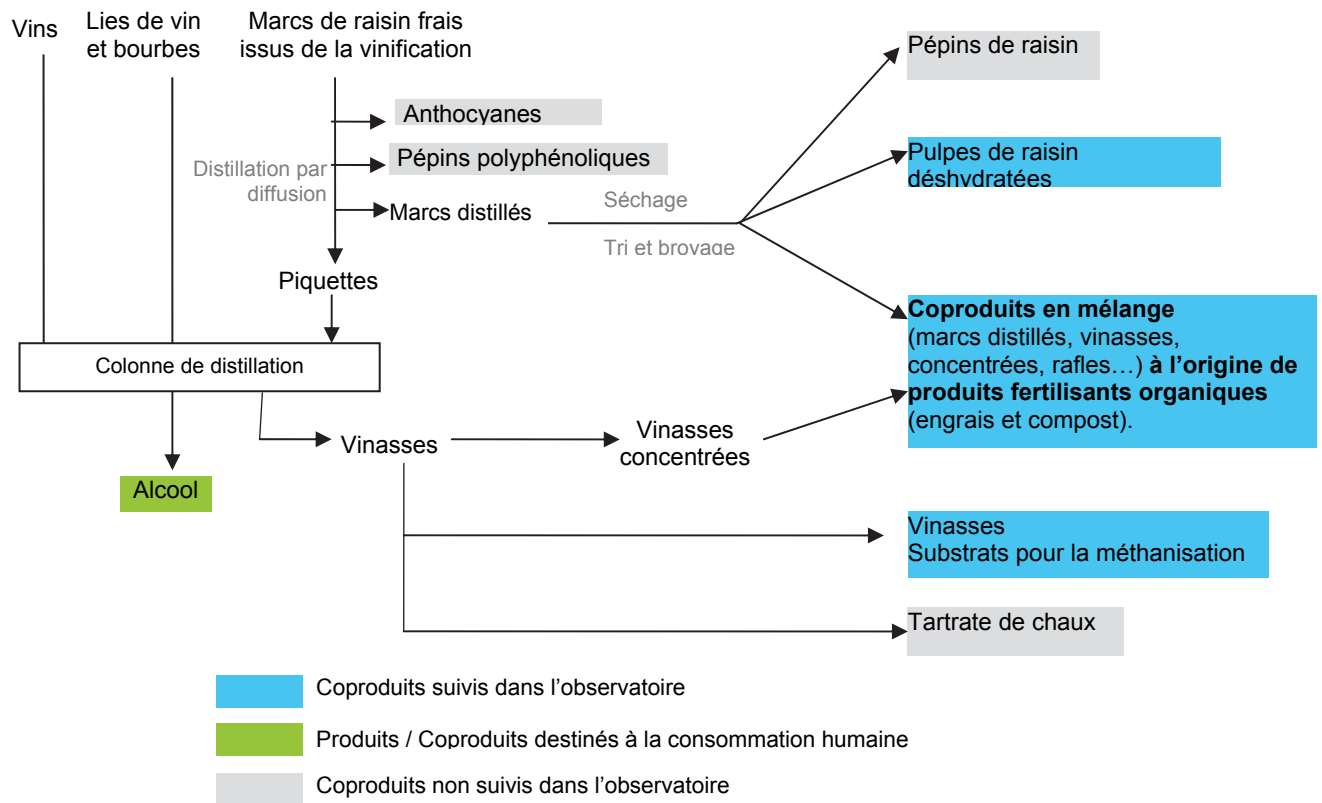 Vins
Lies de vin
et bourbes
Marcs de raisin frais
issus de la vinification
Pépins de raisin
Anthocyanes
Pépins polyphénoliques
Distillation par
diffusion
Pulpes de raisin
déshydratées
Marcs distillés
Séchage
Tri et broyage
Piquettes
Coproduits en mélange
(marcs distillés, vinasses,
concentrées, rafles…) à l’origine de
produits fertilisants organiques
(engrais et compost).
Colonne de distillation
Vinasses
Vinasses
concentrées
Alcool
Vinasses
Substrats pour la méthanisation
Tartrate de chaux
Coproduits suivis dans l’observatoire
Produits / Coproduits destinés à la consommation humaine
Coproduits non suivis dans l’observatoire